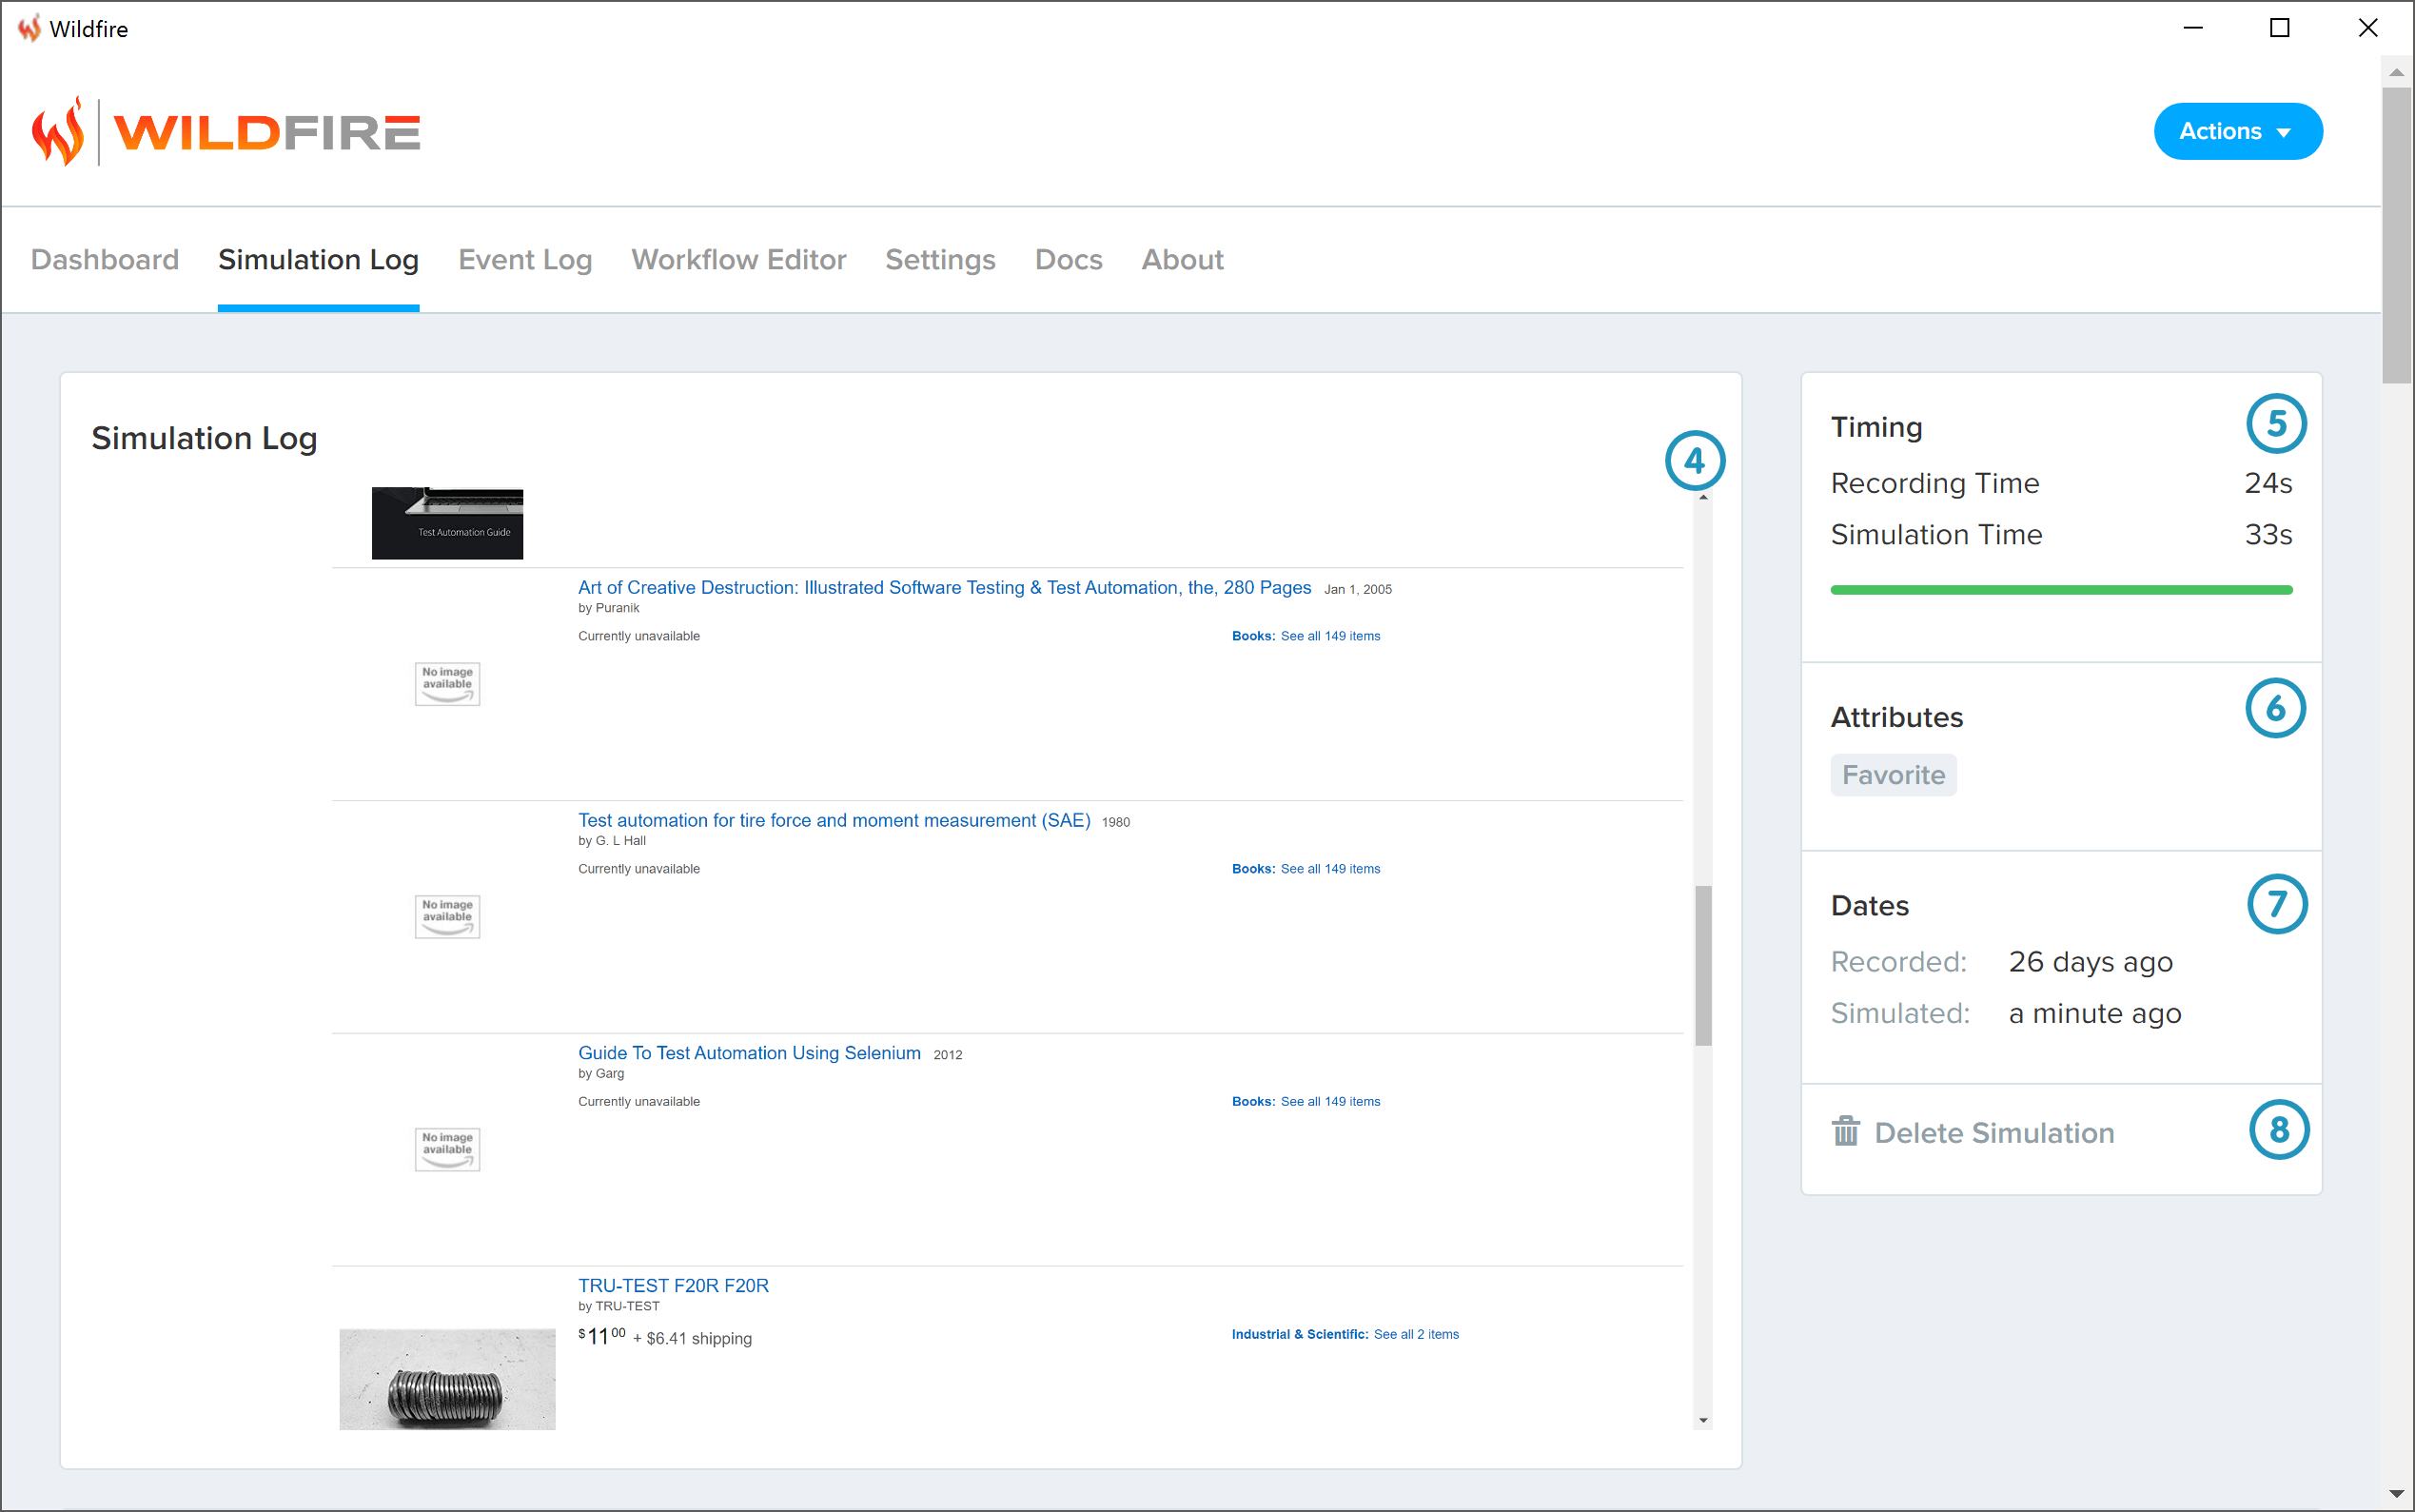 Wildfire
WILDFIRE
Actions
Dashboard Simulation Log Event Log Workflow Editor Settings Docs About
Simulation Log
4
Test Automation Guide
Art of Creative Destruction: Illustrated Software Testing & Test Automation, the, 280 Pages Jan 1, 2005
by Puranik
Currently unavailable Books: See all 149 items
No image
available
Test automation for tire force and moment measurement (SAE) 1980
by G. L Hall
Currently unavailable Books: See all 149 items
No image
available
Guide To Test Automation Using Selenium 2012
by Garg
Currently unavailable Books: See all 149 items
No image
available
TRU-TEST F20R F20R
by TRU-TEST
$11 00 + $6.41 shipping Industrial & Scientific: See all 2 items
Timing 5
Recording Time 24s
Simulation Time 33s
Attributes 6
Favorite
Dates 7
Recorded: 26 days ago
Simulated: a minute ago
Delete Simulation 8